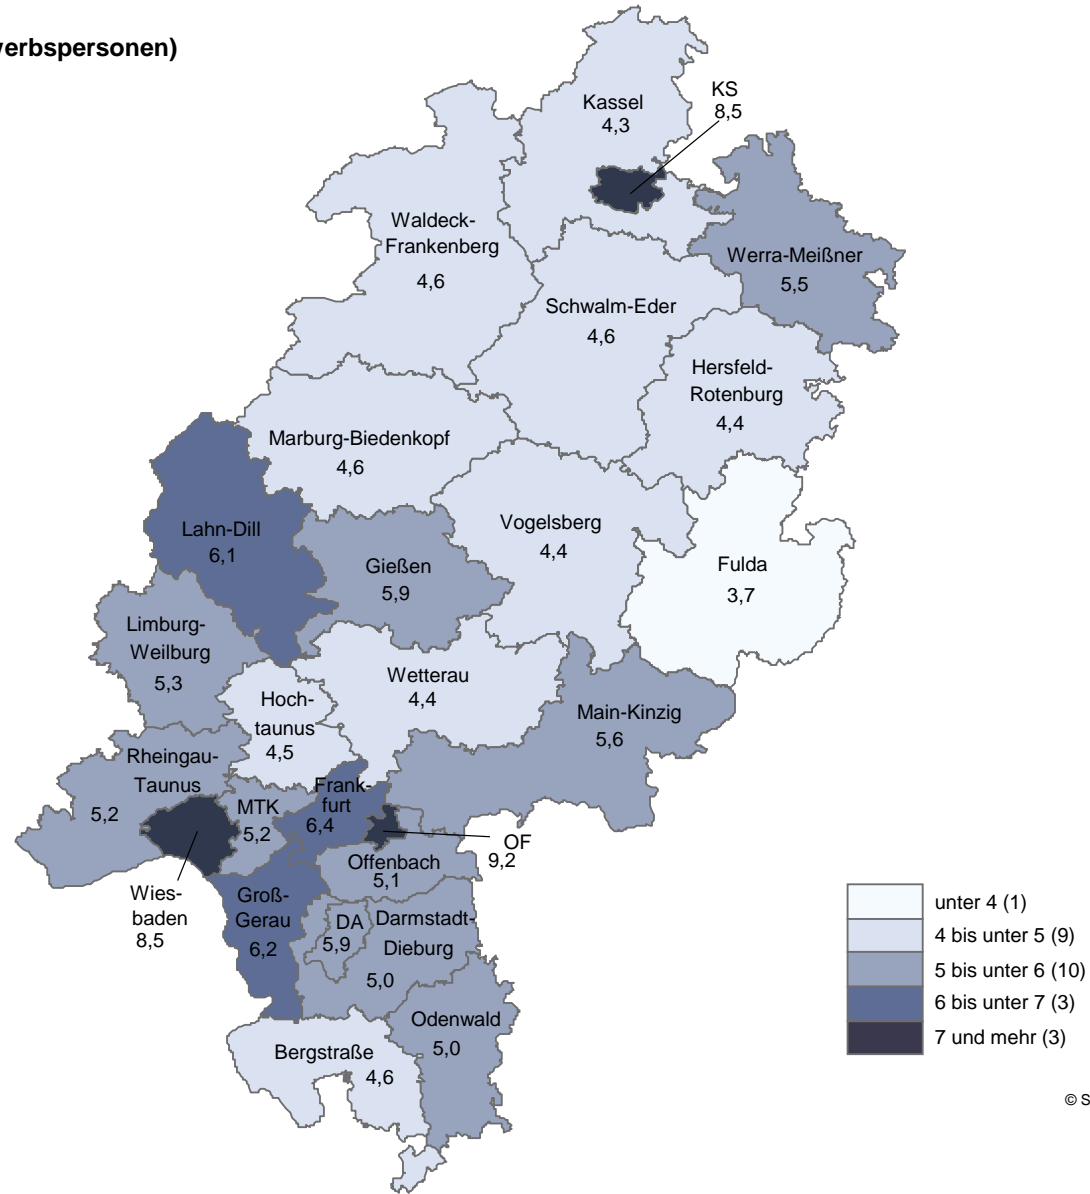 verbspersonen)
KS
8,5
Kassel
4,3
Waldeck-
Frankenberg
4,6
Werra-Meißner
5,5
Schwalm-Eder
4,6
Hersfeld-
Rotenburg
4,4
Marburg-Biedenkopf
4,6
Lahn-Dill
6,1
Vogelsberg
4,4
Gießen
5,9
Fulda
3,7
Limburg-
Weilburg
5,3
Wetterau
4,4
Hoch-
taunus
4,5
Main-Kinzig
5,6
Rheingau-
Taunus
5,2
Frank-
furt
6,4
MTK
5,2
OF
9,2
Offenbach
5,1
Wies-
baden
8,5
Groß-
Gerau
6,2
DA
5,9
Darmstadt-
Dieburg
5,0
Odenwald
5,0
Bergstraße
4,6
unter 4 (1)
4 bis unter 5 (9)
5 bis unter 6 (10)
6 bis unter 7 (3)
7 und mehr (3)
© S